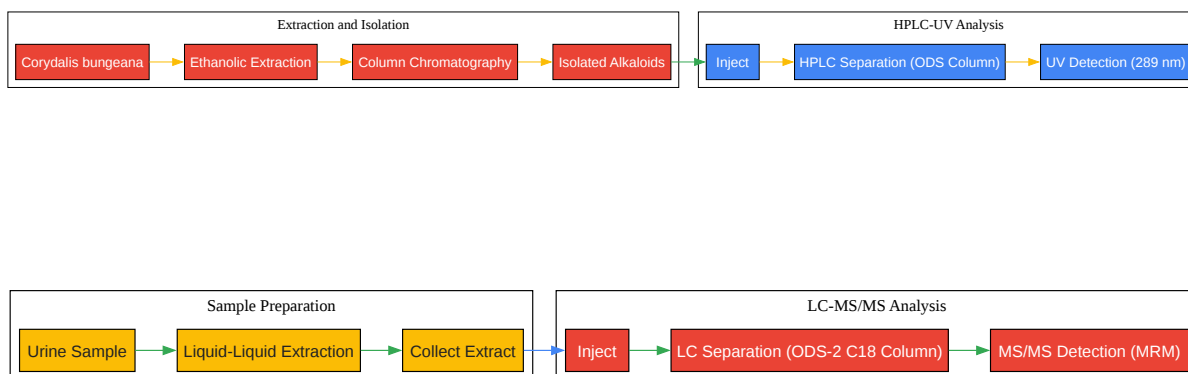 Extraction and Isolation
HPLC-UV Analysis
Corydalis bungeana
Ethanolic Extraction
Column Chromatography
Isolated Alkaloids
Inject
HPLC Separation (ODS Column)
UV Detection (289 nm)
Sample Preparation
LC-MS/MS Analysis
Urine Sample
Liquid-Liquid Extraction
Collect Extract
Inject
LC Separation (ODS-2 C18 Column)
MS/MS Detection (MRM)